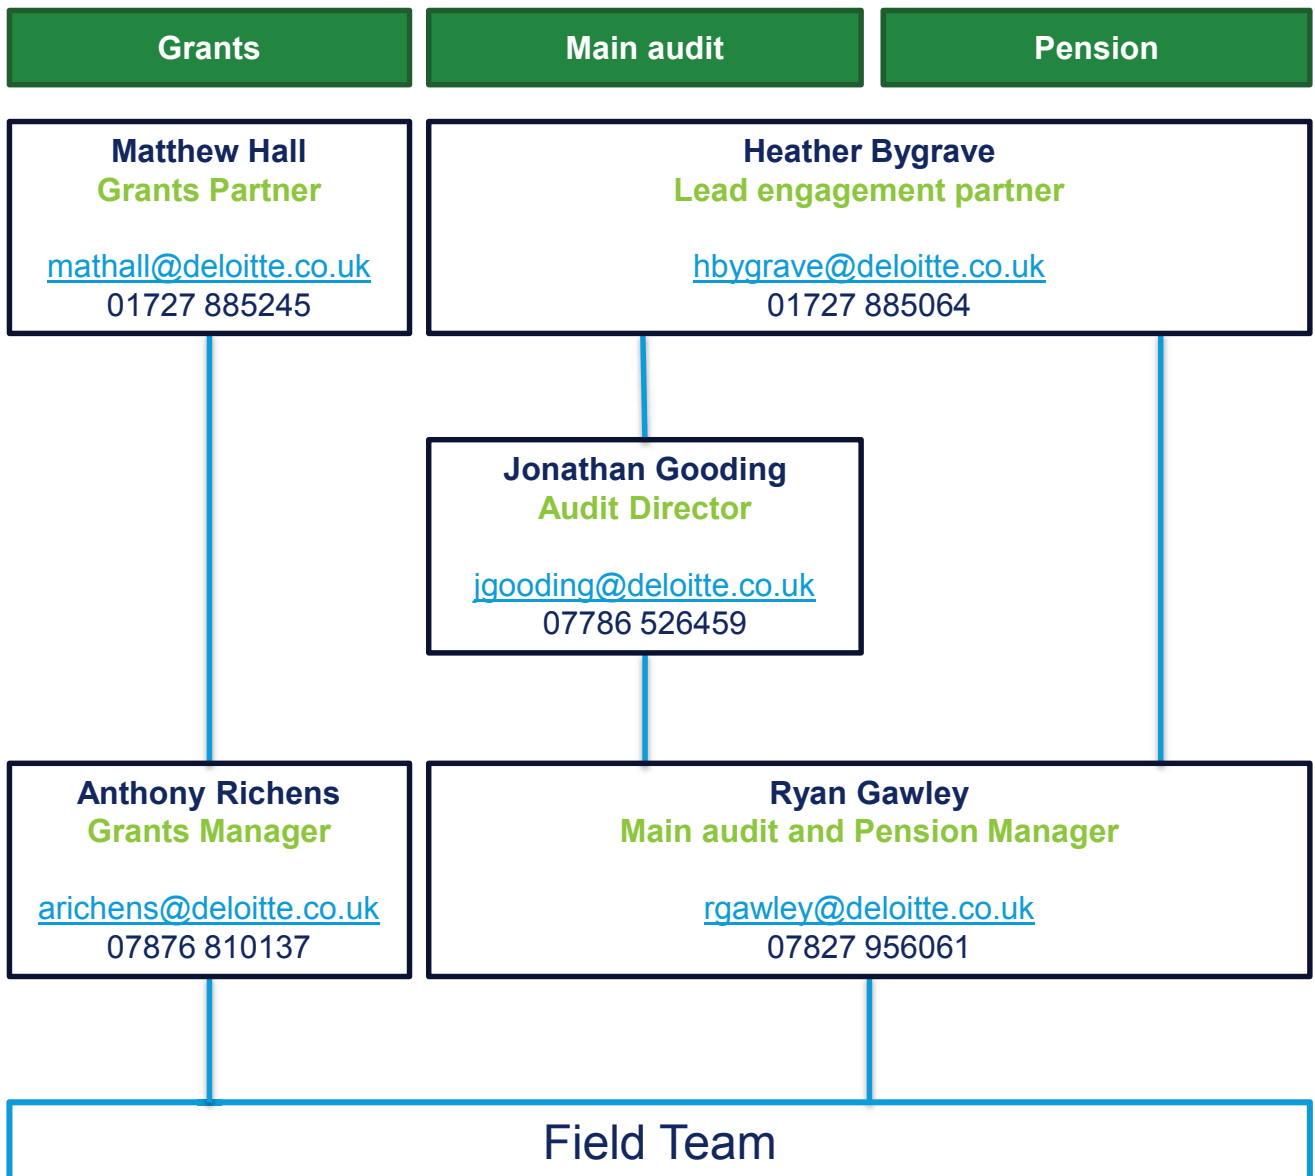 Grants
Main audit
Pension
Matthew Hall
Grants Partner
mathall@deloitte.co.uk
01727 885245
Heather Bygrave
Lead engagement partner
hbygrave@deloitte.co.uk
01727 885064
Jonathan Gooding
Audit Director
jgooding@deloitte.co.uk
07786 526459
Anthony Richens
Grants Manager
arichens@deloitte.co.uk
07876 810137
Ryan Gawley
Main audit and Pension Manager
rgawley@deloitte.co.uk
07827 956061
Field Team